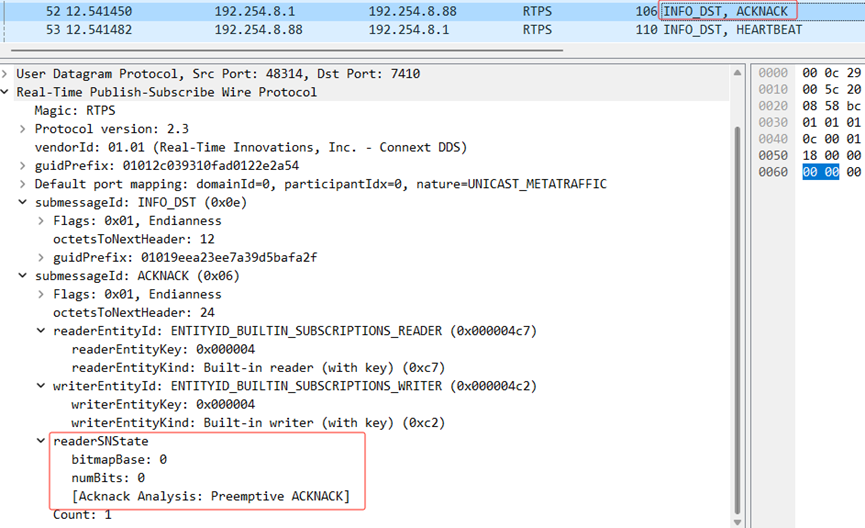 52 12.541450 192.254.8.1 192.254.8.88 RTPS 106 INFO_DST, ACKNACK
53 12.541482 192.254.8.88 192.254.8.1 RTPS 110 INFO_DST, HEARTBEAT
User Datagram Protocol, Src Port: 48314, Dst Port: 7410
Real-Time Publish-Subscribe Wire Protocol
Magic: RTPS
Protocol version: 2.3
vendorId: 01.01 (Real-Time Innovations, Inc. - Connext DDS)
guidPrefix: 01012c039310fad0122e2a54
Default port mapping: domainId=0, participantIdx=0, nature=UNICAST_METATRAFFIC
submessageId: INFO_DST (0x0e)
Flags: 0x01, Endianness
octetsToNextHeader: 12
guidPrefix: 01019eea23ee7a39d5bafa2f
submessageId: ACKNACK (0x06)
Flags: 0x01, Endianness
octetsToNextHeader: 24
readerEntityId: ENTITYID_BUILTIN_SUBSCRIPTIONS_READER (0x000004c7)
readerEntityKey: 0x000004
readerEntityKind: Built-in reader (with key) (0xc7)
writerEntityId: ENTITYID_BUILTIN_SUBSCRIPTIONS_WRITER (0x000004c2)
writerEntityKey: 0x000004
writerEntityKind: Built-in writer (with key) (0xc2)
readerSNState
bitmapBase: 0
numBits: 0
[Acknack Analysis: Preemptive ACKNACK]
Count: 1
0000 00 0c 29
0010 00 5c 20
0020 08 58 bc
0030 01 01 01
0040 0c 00 01
0050 18 00 00
0060 00 00 00